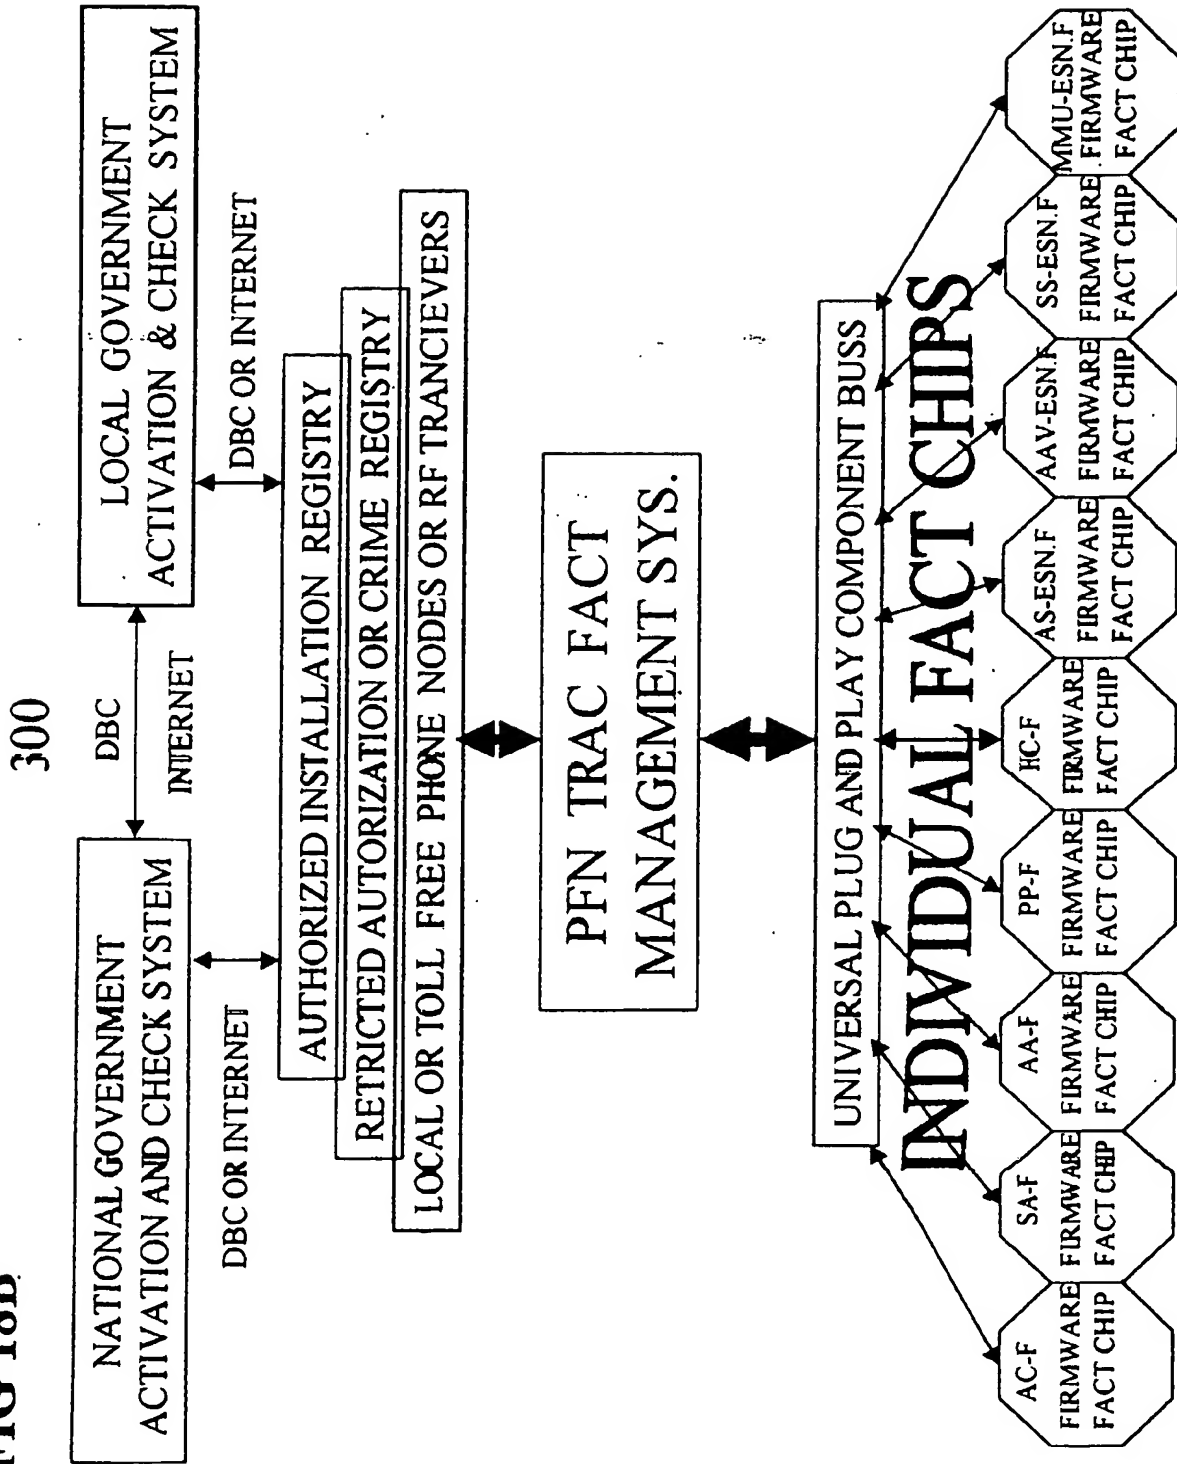 FIG 18B
300
NATIONAL GOVERNMENT
ACTIVATION AND CHECK SYSTEM
DBC
INTERNET
LOCAL GOVERNMENT
ACTIVATION & CHECK SYSTEM
DBC OR INTERNET
DBC OR INTERNET
AUTHORIZED INSTALLATION REGISTRY
RETRICTED AUTORIZATION OR CRIME REGISTRY
LOCAL OR TOLL FREE PHONE NODES OR RF TRANCIEVERS
PFN TRAC FACT
MANAGEMENT SYS.
UNIVERSAL PLUG AND PLAY COMPONENT BUSS
INDIVIDUAL FACT CHIPS
AC-F
FIRMWARE
FACT CHIP
SA-F
FIRMWARE
FACT CHIP
AA-F
FIRMWARE
FACT CHIP
PP-F
FIRMWARE
FACT CHIP
HC-F
FIRMWARE
FACT CHIP
AS-ESN.F
FIRMWARE
FACT CHIP
AAV-ESN.F
FIRMWARE
FACT CHIP
SS-ESN.F
FIRMWARE
FACT CHIP
MMU-ESN.F
FIRMWARE
FACT CHIP